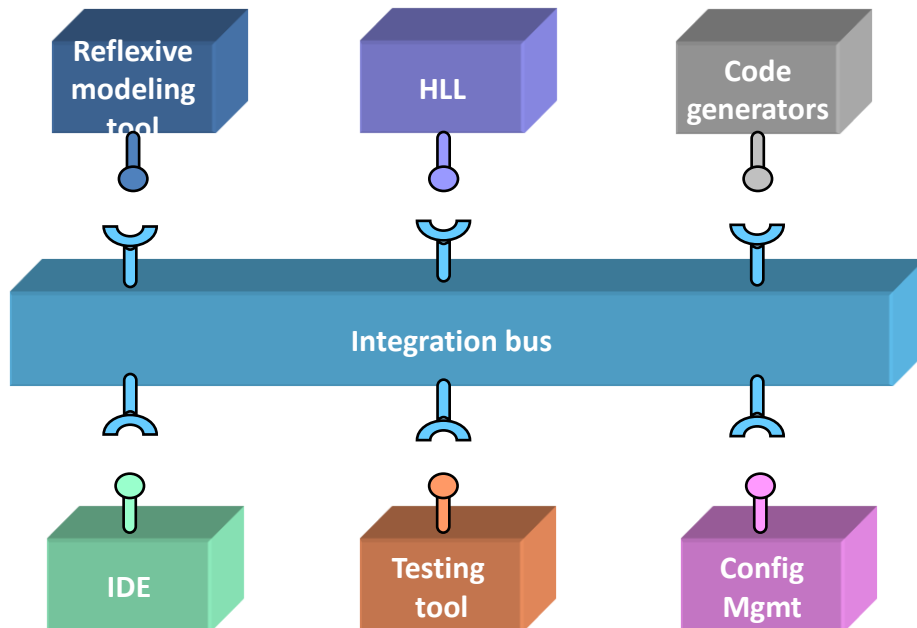 Reflexive
modeling
tool
HLL
Code
generators
Integration bus
IDE
Testing
tool
Config
Mgmt